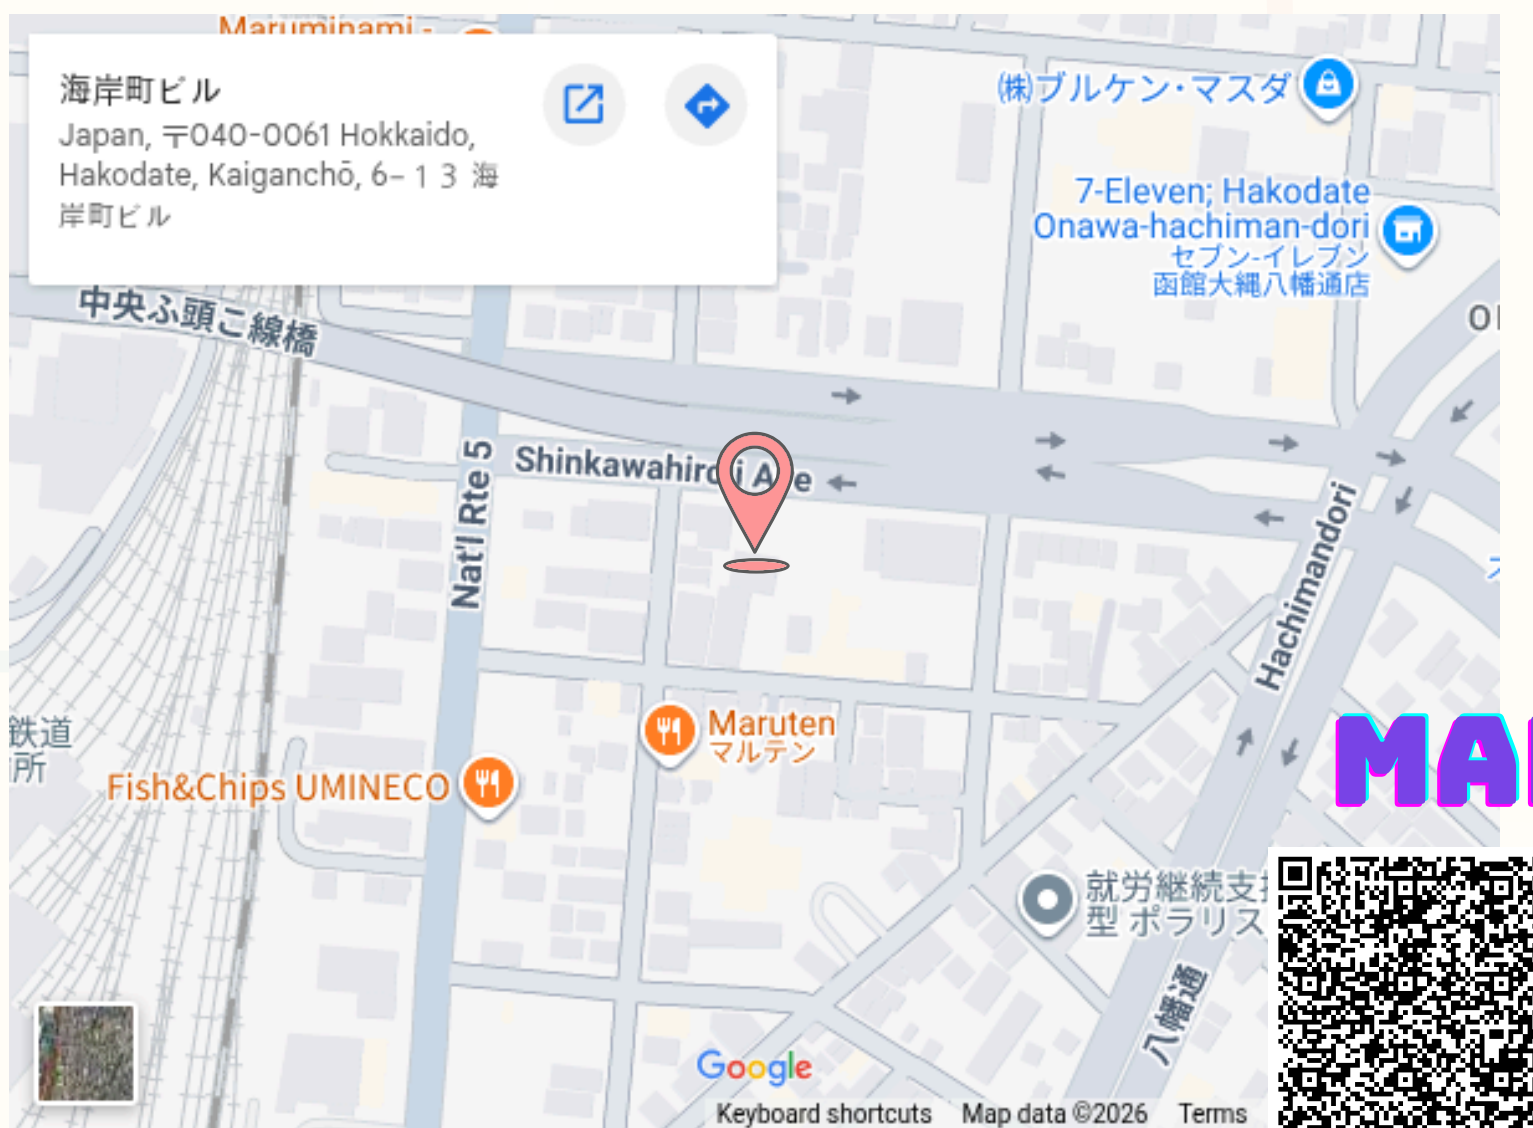 Maruminami -
海岸町ビル
Japan, 〒040-0061 Hokkaido,
Hakodate, Kaiganchō, 6−１３ 海
岸町ビル
㈱ブルケン・マスダ
7-Eleven; Hakodate
Onawa-hachiman-dori
セブン-イレブン
函館大縄八幡通店
中央ふ頭こ線橋
Nat'l Rte 5
Hachimandori
鉄道
所
Maruten
マルテン
Fish&Chips UMINECO
就労継続支
型 ポラリス
八幡通
Google
Keyboard shortcuts
Map data ©2026
Terms